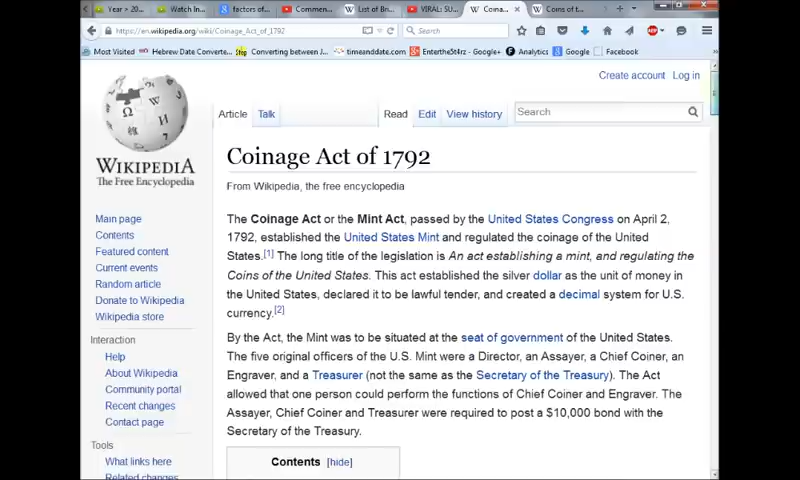 Year > 20...
Watch In...
factors of...
Commen...
List of Bri...
VIRAL: SU...
Coina...
Coins of t...
https://en.wikipedia.org/wiki/Coinage_Act_of_1792
Search
Most Visited
Hebrew Date Converte...
Step
Converting between J...
timeanddate.com
Enterthe5t4rz - Google+
Analytics
Google
Facebook
Create account Log in
Article Talk Read Edit View history Search
WIKIPEDIA
The Free Encyclopedia
Main page
Contents
Featured content
Current events
Random article
Donate to Wikipedia
Wikipedia store
Interaction
Help
About Wikipedia
Community portal
Recent changes
Contact page
Tools
What links here
Related changes
Coinage Act of 1792
From Wikipedia, the free encyclopedia
The Coinage Act or the Mint Act, passed by the United States Congress on April 2,
1792, established the United States Mint and regulated the coinage of the United
States.[1] The long title of the legislation is An act establishing a mint, and regulating the
Coins of the United States. This act established the silver dollar as the unit of money in
the United States, declared it to be lawful tender, and created a decimal system for U.S.
currency.[2]
By the Act, the Mint was to be situated at the seat of government of the United States.
The five original officers of the U.S. Mint were a Director, an Assayer, a Chief Coiner, an
Engraver, and a Treasurer (not the same as the Secretary of the Treasury). The Act
allowed that one person could perform the functions of Chief Coiner and Engraver. The
Assayer, Chief Coiner and Treasurer were required to post a $10,000 bond with the
Secretary of the Treasury.
Contents [hide]